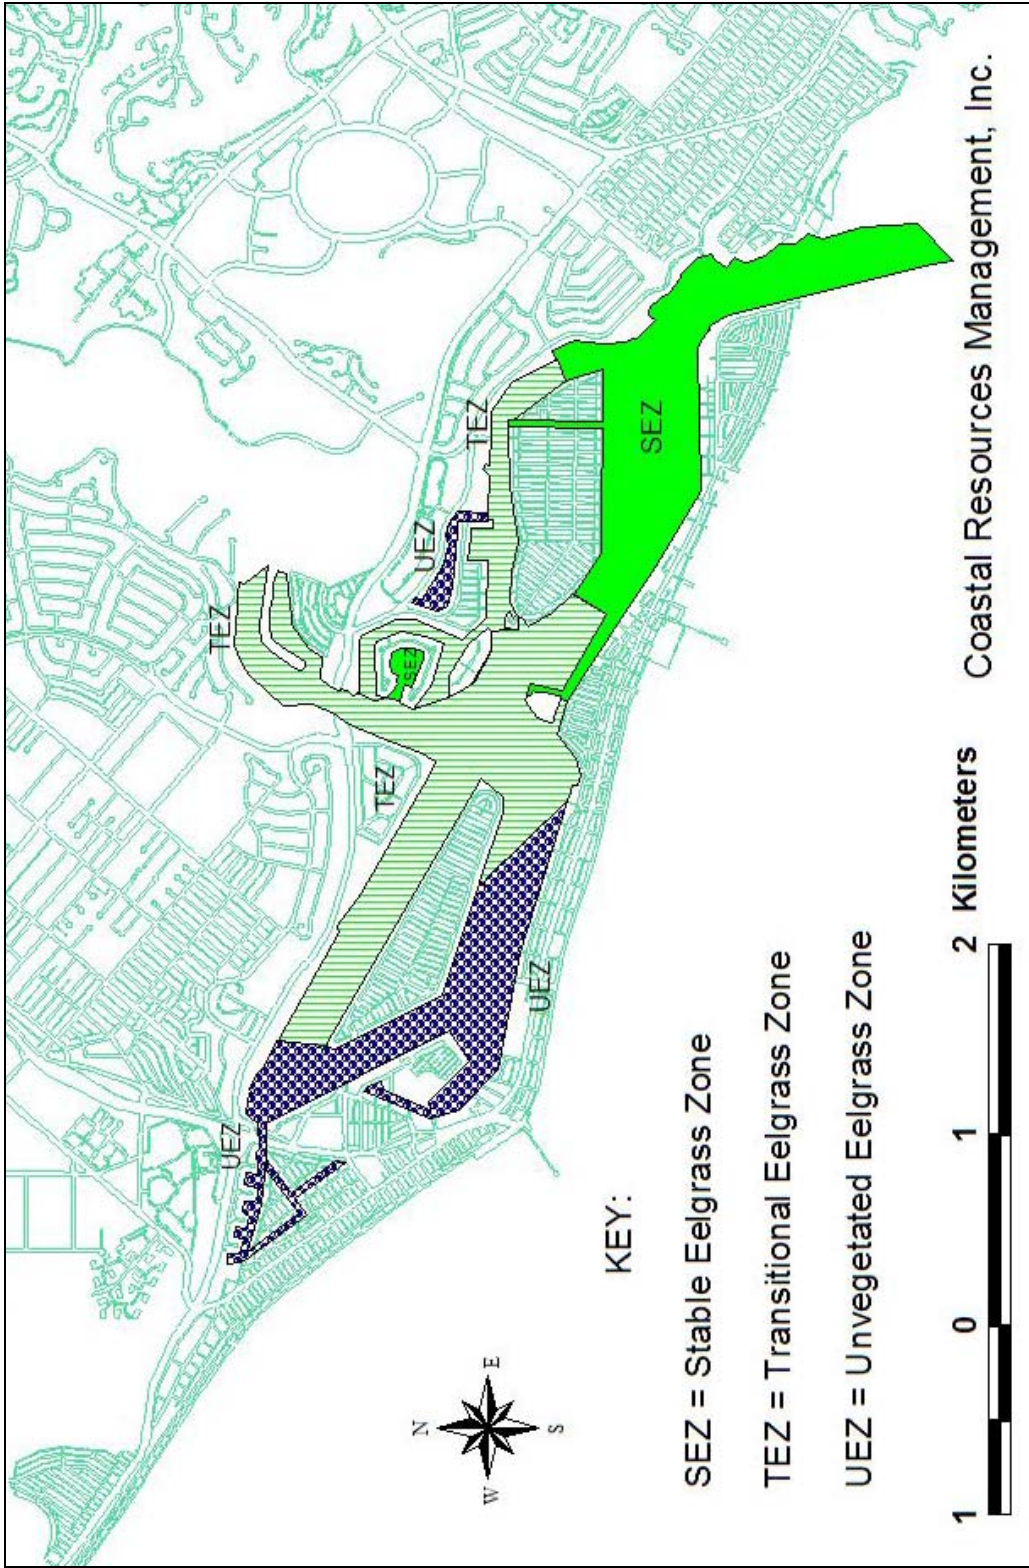 TEZ
UEZ
TEZ
SEZ
TEZ
UEZ
SEZ
UEZ
N
W
E
S
UEZ
KEY:
SEZ = Stable Eelgrass Zone
TEZ = Transitional Eelgrass Zone
UEZ = Unvegetated Eelgrass Zone
1 0 1 2 Kilometers
Coastal Resources Management, Inc.